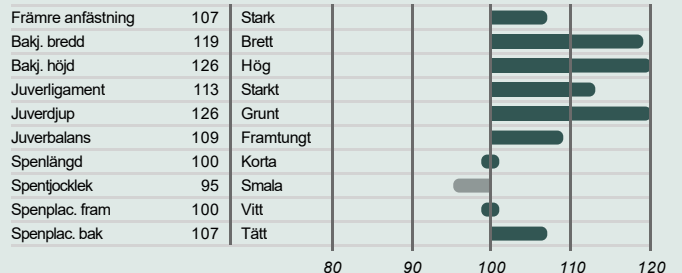 Främre anfästning 107 Stark
Bakj. bredd 119 Brett
Bakj. höjd 126 Hög
Juverligament 113 Starkt
Juverdjup 126 Grunt
Juverbalans 109 Framtungt
Spenlängd 100 Korta
Spentjocklek 95 Smala
Spenplac. fram 100 Vitt
Spenplac. bak 107 Tätt
80 90 100 110 120